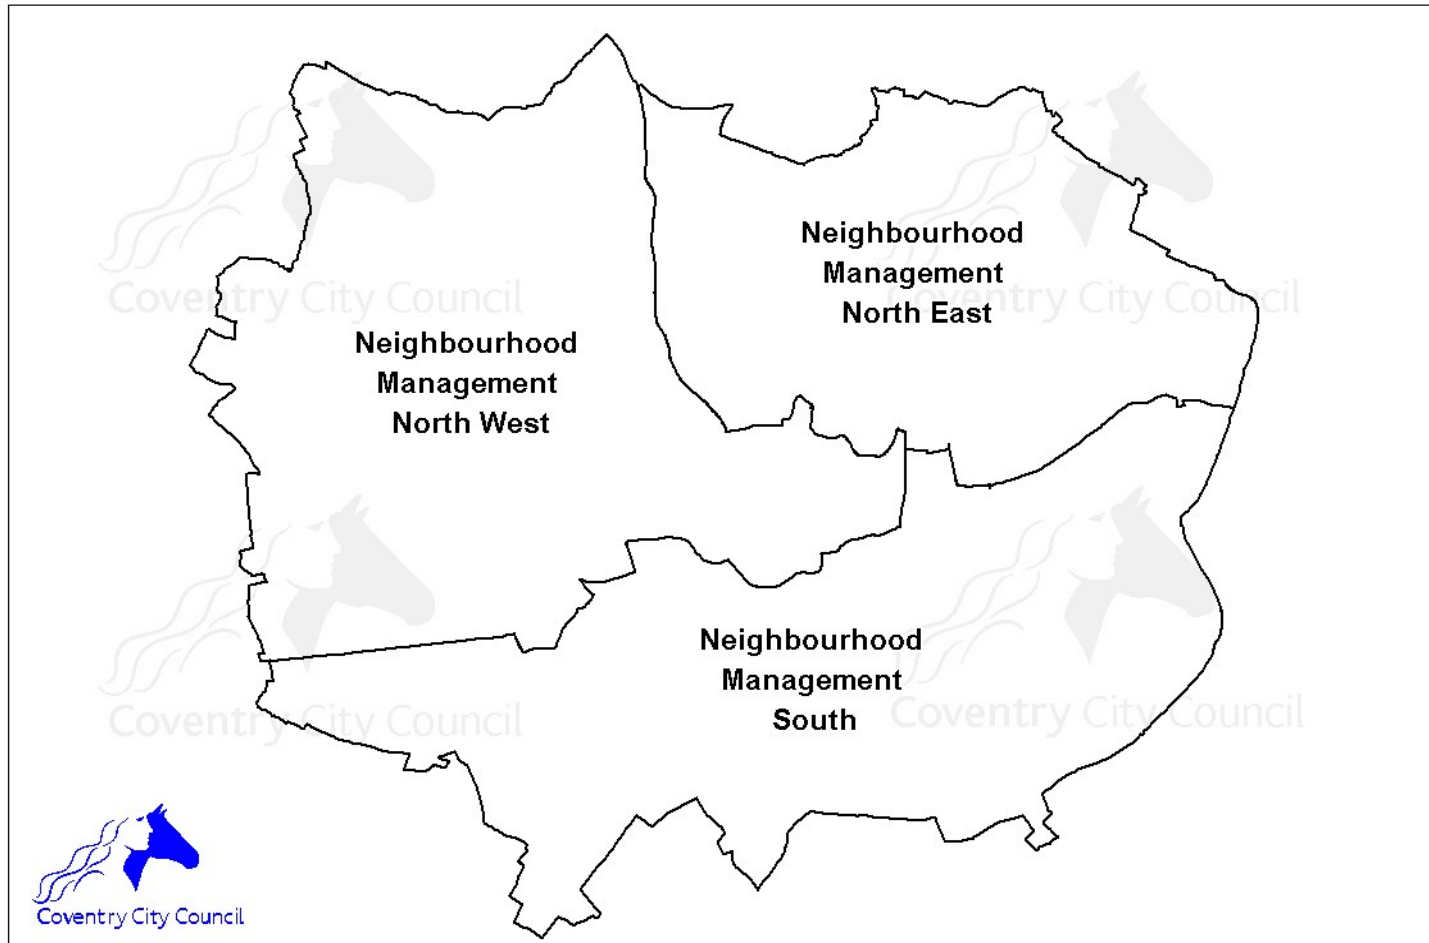 Coventry City Council
Coventry City Council
Neighbourhood
Management
North East
Neighbourhood
Management
North West
Neighbourhood
Management
South
Coventry City Council
Coventry City Council
Coventry City Council